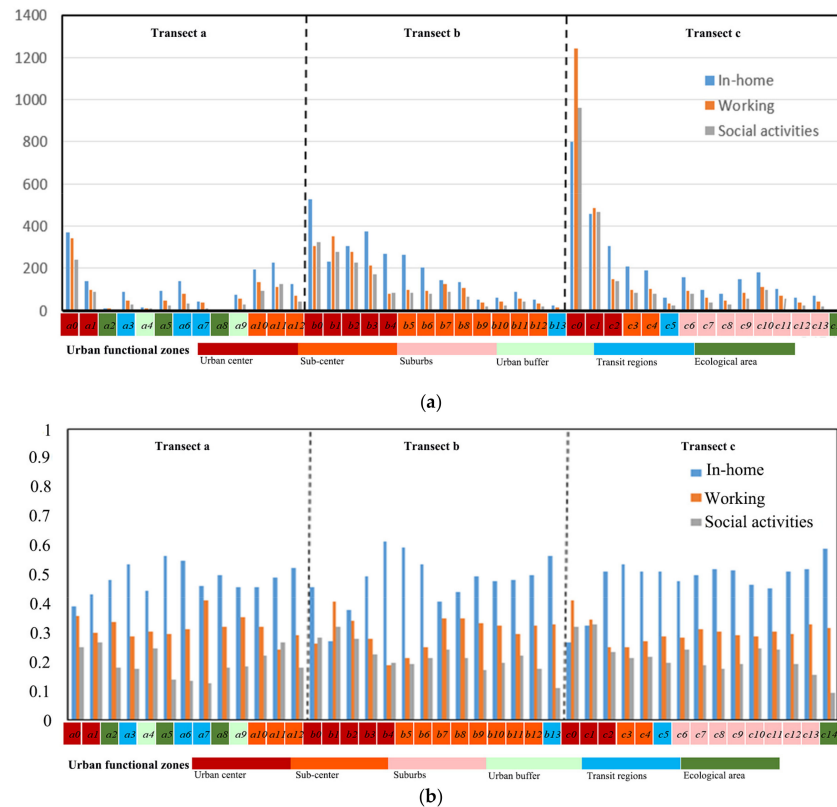 1400
1200
1000
800
600
400
200
0
Transect a Transect b Transect c
In-home
Working
Social activities
a0 a1 a2 a3 a4 a5 a6 a7 a8 a9 a10 a11 a12 b0 b1 b2 b3 b4 b5 b6 b7 b8 b9 b10 b11 b12 b13 c0 c1 c2 c3 c4 c5 c6 c7 c8 c9 c10 c11 c12 c13
Urban functional zones
Urban center Sub-center Suburbs Urban buffer Transit regions Ecological area
(a)
1
0.9
0.8
0.7
0.6
0.5
0.4
0.3
0.2
0.1
0
Transect a Transect b Transect c
In-home
Working
Social activities
a0 a1 a2 a3 a4 a5 a6 a7 a8 a9 a10 a11 a12 b0 b1 b2 b3 b4 b5 b6 b7 b8 b9 b10 b11 b12 b13 c0 c1 c2 c3 c4 c5 c6 c7 c8 c9 c10 c11 c12 c13 c14
Urban functional zones
Urban center Sub-center Suburbs Urban buffer Transit regions Ecological area
(b)